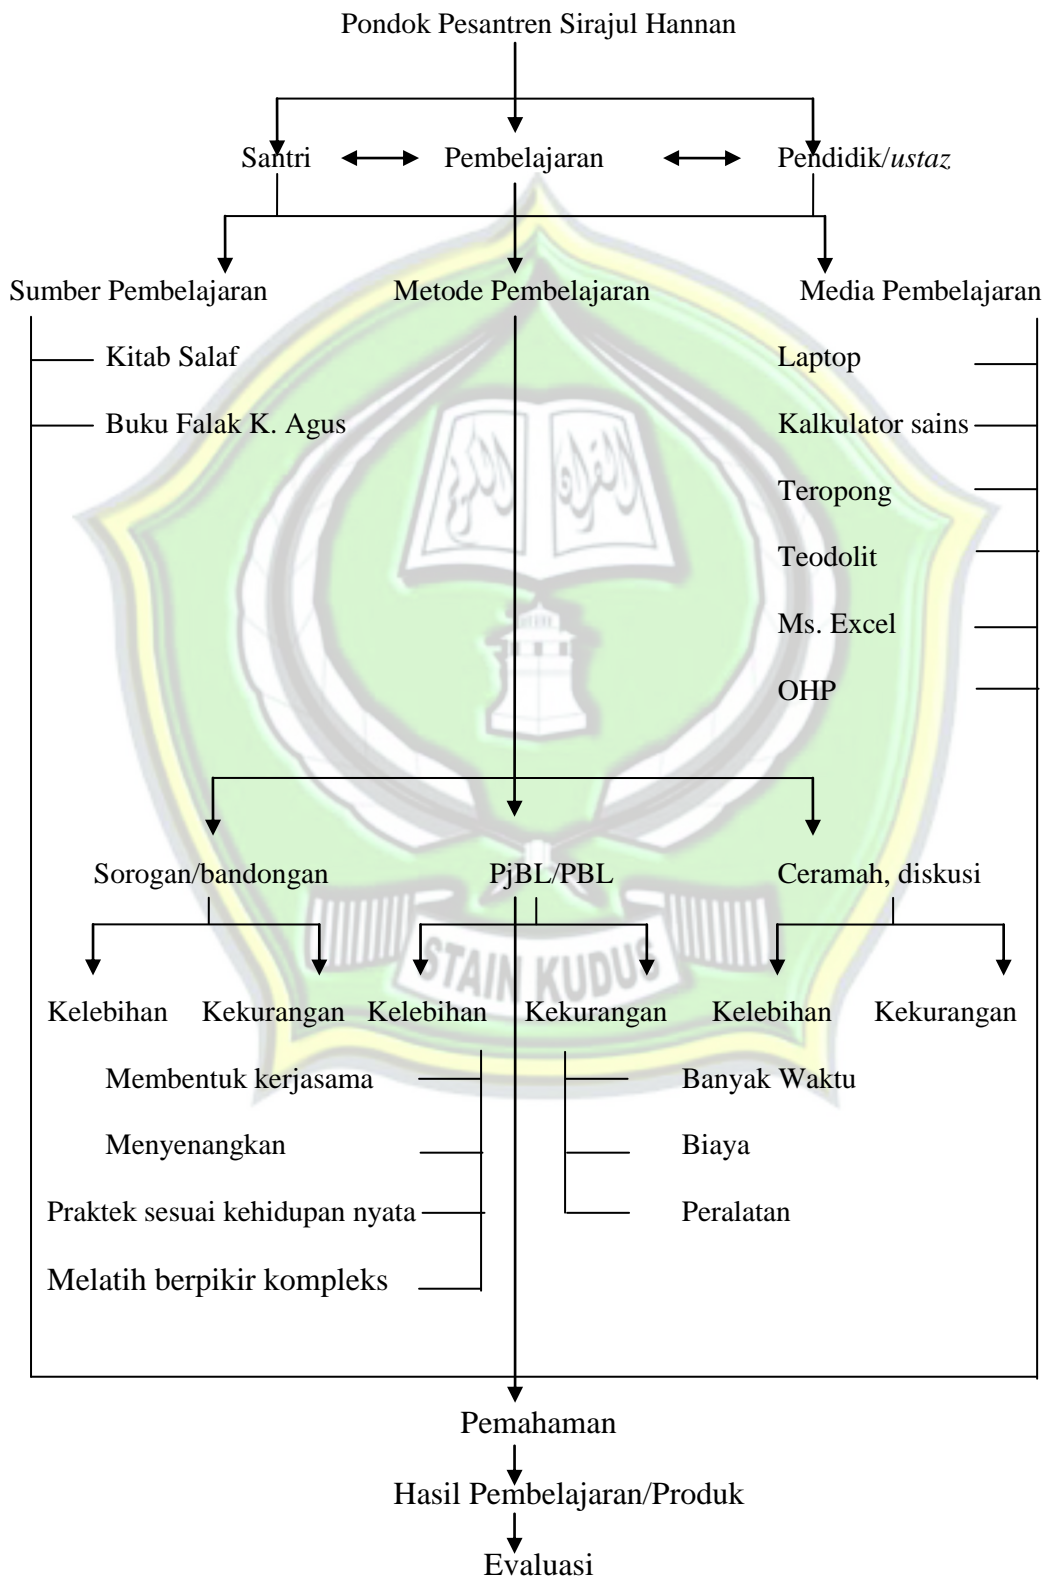 Pondok Pesantren Sirajul Hannan
Santri Pembelajaran Pendidik/ustaz
Sumber Pembelajaran Metode Pembelajaran Media Pembelajaran
Kitab Salaf Laptop
Buku Falak K. Agus Kalkulator sains
Teropong
Teodolit
Ms. Excel
OHP
Sorogan/bandongan PjBL/PBL Ceramah, diskusi
STAIN KUDUS
Kelebihan Kekurangan Kelebihan Kekurangan Kelebihan Kekurangan
Membentuk kerjasama Banyak Waktu
Menyenangkan Biaya
Praktek sesuai kehidupan nyata Peralatan
Melatih berpikir kompleks
Pemahaman
Hasil Pembelajaran/Produk
Evaluasi